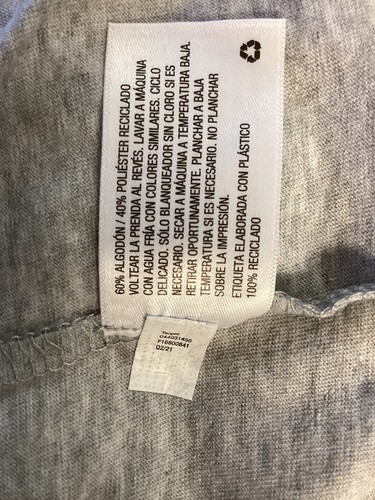 60% ALGODÓN / 40% POLIÉSTER RECICLADO
VOLTEAR LA PRENDA AL REVÉS. LAVAR A MÁQUINA
CON AGUA FRÍA CON COLORES SIMILARES. CICLO
DELICADO. SÓLO BLANQUEADOR SIN CLORO SI ES
NECESARIO. SECAR A MÁQUINA A TEMPERATURA BAJA.
RETIRAR OPORTUNAMENTE. PLANCHAR A BAJA
TEMPERATURA SI ES NECESARIO. NO PLANCHAR
SOBRE LA IMPRESIÓN.
ETIQUETA ELABORADA CON PLÁSTICO
100% RECICLADO
F16800841
Q2/21